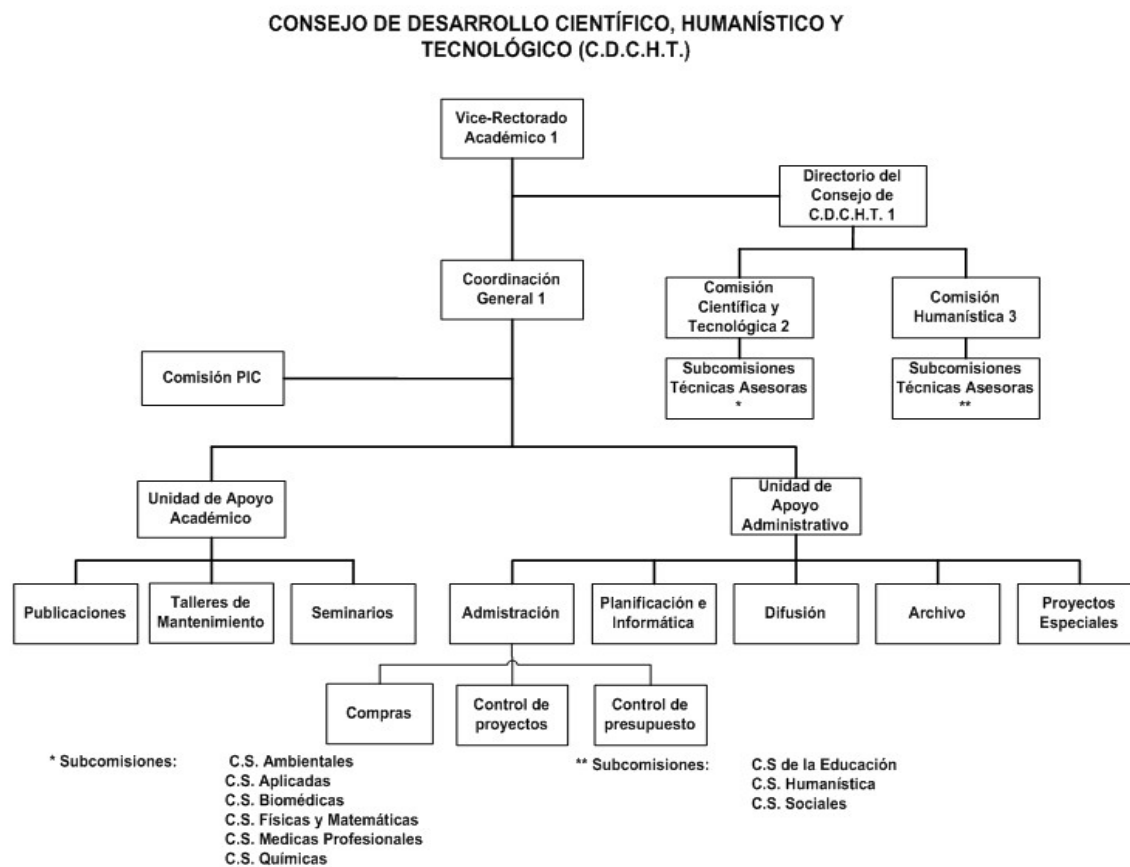 CONSEJO DE DESARROLLO CIENTÍFICO, HUMANÍSTICO Y
TECNOLÓGICO (C.D.C.H.T.)
Vice-Rectorado
Académico 1
Directorio del
Consejo de
C.D.C.H.T. 1
Coordinación
General 1
Comisión
Científica y
Tecnológica 2
Comisión
Humanística 3
Comisión PIC
Subcomisiones
Técnicas Asesoras
*
Subcomisiones
Técnicas Asesoras
**
Unidad de Apoyo
Académico
Unidad de
Apoyo
Administrativo
Publicaciones
Talleres de
Mantenimiento
Seminarios
Admistración
Planificación e
Informática
Difusión
Archivo
Proyectos
Especiales
Compras
Control de
proyectos
Control de
presupuesto
* Subcomisiones: C.S. Ambientales
C.S. Aplicadas
C.S. Biomédicas
C.S. Físicas y Matemáticas
C.S. Medicas Profesionales
C.S. Químicas
** Subcomisiones: C.S de la Educación
C.S. Humanística
C.S. Sociales